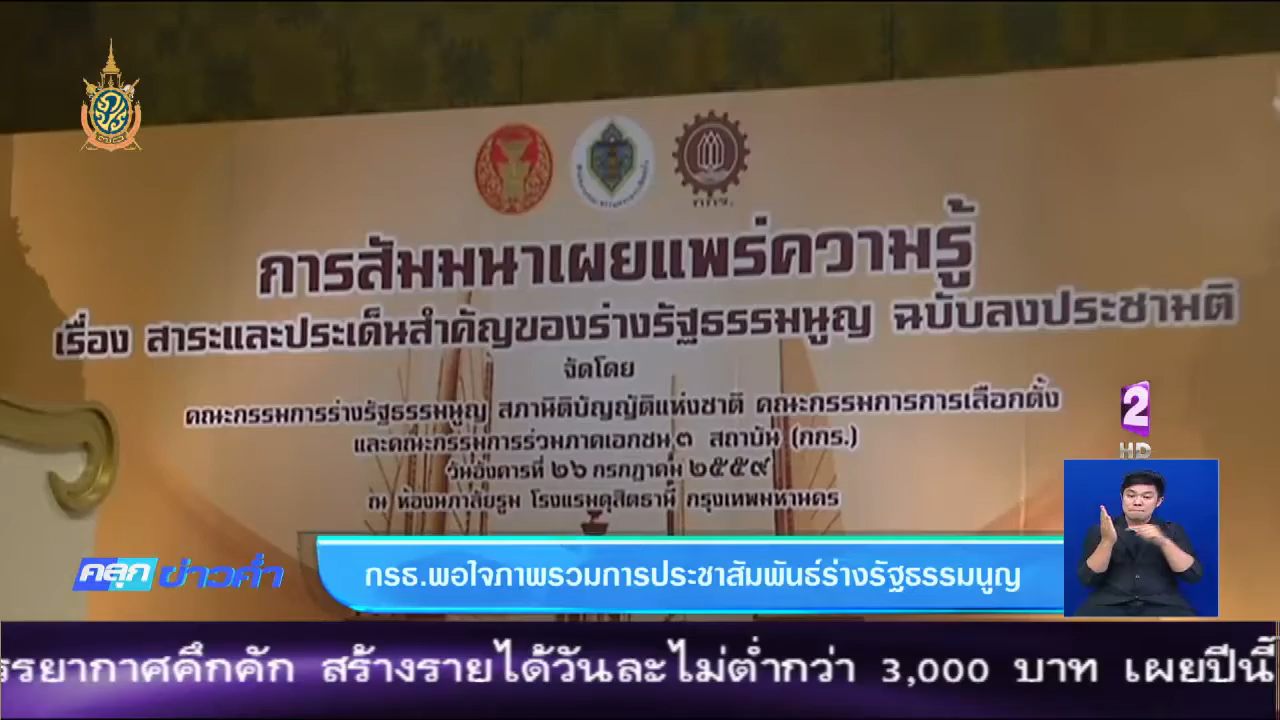 กกร.
การสัมมนาเผยแพร่ความรู้
เรื่อง สาระและประเด็นสำคัญของร่างรัฐธรรมนูญ ฉบับลงประชามติ
จัดโดย
คณะกรรมการร่างรัฐธรรมนูญ สภานิติบัญญัติแห่งชาติ คณะกรรมการการเลือกตั้ง
และคณะกรรมการร่วมภาคเอกชน ๓ สถาบัน (กกร.)
วันอังคารที่ ๒๖ กรกฎาคม ๒๕๕๙
ณ ห้องนภาลัยรูม โรงแรมดุสิตธานี กรุงเทพมหานคร
2
HD
คลุกข่าวค่ำ
กรธ.พอใจภาพรวมการประชาสัมพันธ์ร่างรัฐธรรมนูญ
รรยากาศคึกคัก สร้างรายได้วันละไม่ต่ำกว่า 3,000 บาท เผยปีนี้